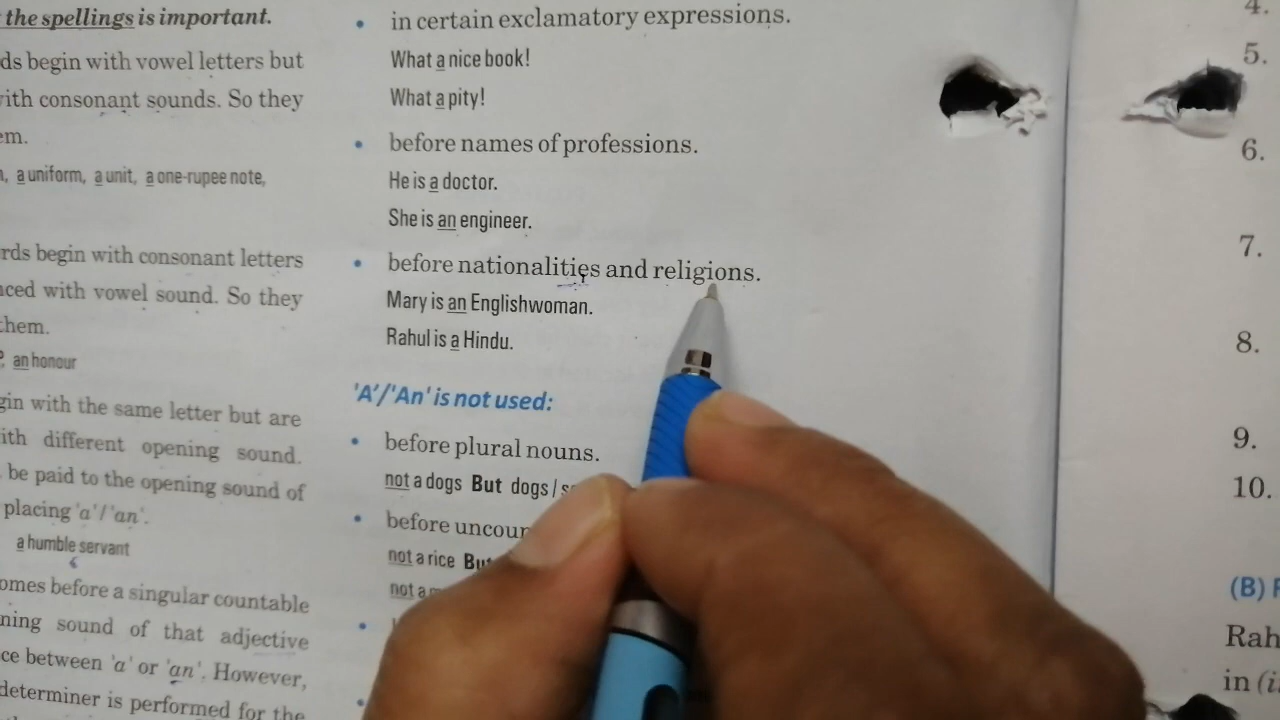 the spellings is important.
ds begin with vowel letters but
ith consonant sounds. So they
em.
a uniform, a unit, a one-rupee note,
rds begin with consonant letters
ced with vowel sound. So they
them.
an honour
gin with the same letter but are
ith different opening sound.
be paid to the opening sound of
placing 'a'/'an'.
a humble servant
omes before a singular countable
ning sound of that adjective
ce between 'a' or 'an'. However,
determiner is performed for the
• in certain exclamatory expressions.
What a nice book!
What a pity!
• before names of professions.
He is a doctor.
She is an engineer.
• before nationalities and religions.
Mary is an Englishwoman.
Rahul is a Hindu.
'A'/'An' is not used:
• before plural nouns.
not a dogs But dogs/
• before uncoun
not a rice But
not a
4.
5.
6.
7.
8.
9.
10.
(B)
Rah
in